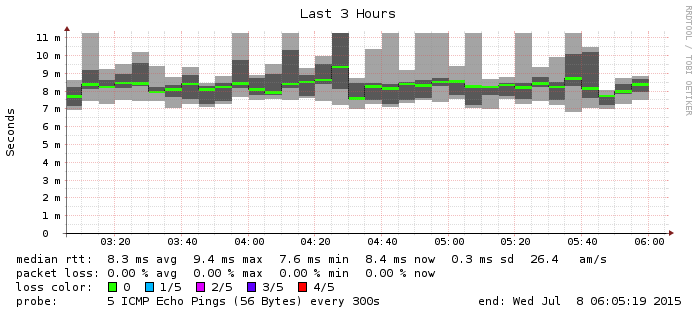 Last 3 Hours
RRDTOOL / TOBI OETIKER
Seconds
11 m
10 m
9 m
8 m
7 m
6 m
5 m
4 m
3 m
2 m
1 m
0
03:20 03:40 04:00 04:20 04:40 05:00 05:20 05:40 06:00
median rtt: 8.3 ms avg 9.4 ms max 7.6 ms min 8.4 ms now 0.3 ms sd 26.4 am/s
packet loss: 0.00 % avg 0.00 % max 0.00 % min 0.00 % now
loss color: 0 1/5 2/5 3/5 4/5
probe: 5 ICMP Echo Pings (56 Bytes) every 300s end: Wed Jul 8 06:05:19 2015